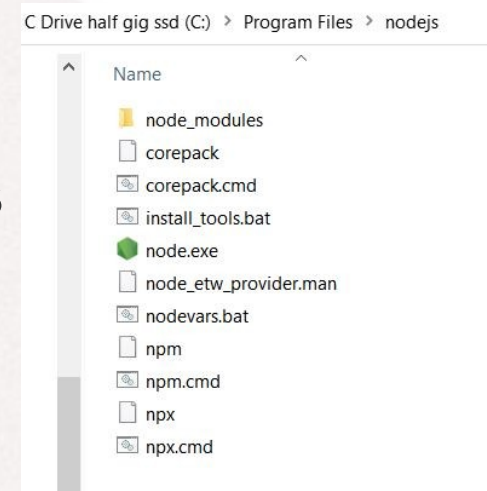 C Drive half gig ssd (C:) > Program Files > nodejs
Name
node_modules
corepack
corepack.cmd
install_tools.bat
node.exe
node_etw_provider.man
nodevars.bat
npm
npm.cmd
npx
npx.cmd